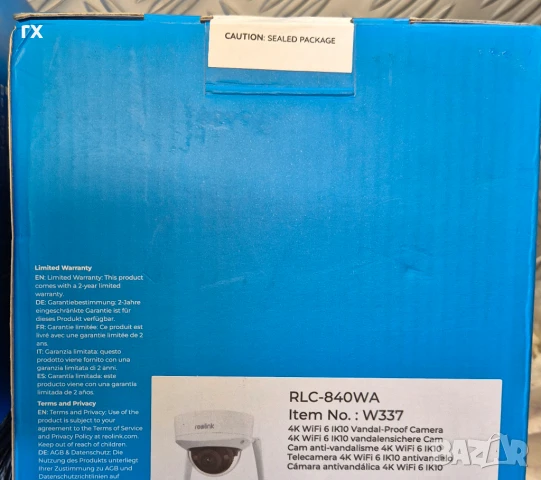 rx
CAUTION: SEALED PACKAGE
Limited Warranty
EN: Limited Warranty: This product
comes with a 2-year limited
warranty.
DE: Garantiebestimmung: 2-Jahre
eingeschränkte Garantie ist für
dieses Produkt verfügbar.
FR: Garantie limitée: Ce produit est
livré avec une garantie limitée de 2
ans.
IT: Garanzia limitata: questo
prodotto viene fornito con una
garanzia limitata di 2 anni.
ES: Garantía limitada: este
producto viene con una garantía
limitada de 2 años.
Terms and Privacy
EN: Terms and Privacy: Use of the
product is subject to your
agreement to the Terms of Service
and Privacy Policy at reolink.com.
Keep out of reach of children.
DE: AGB & Datenschutz: Die
Nutzung des Produkts unterliegt
Ihrer Zustimmung zu AGB und
Datenschutzrichtlinien auf
reolink
RLC-840WA
Item No. : W337
4K WiFi 6 IK10 Vandal-Proof Camera
4K WiFi 6 IK10 vandalensichere Cam
Cam anti-vandalisme 4K WiFi 6 IK10
Telecamera 4K WiFi 6 IK10 antivandalo
Cámara antivandálica 4K WiFi 6 IK10
BAZAR